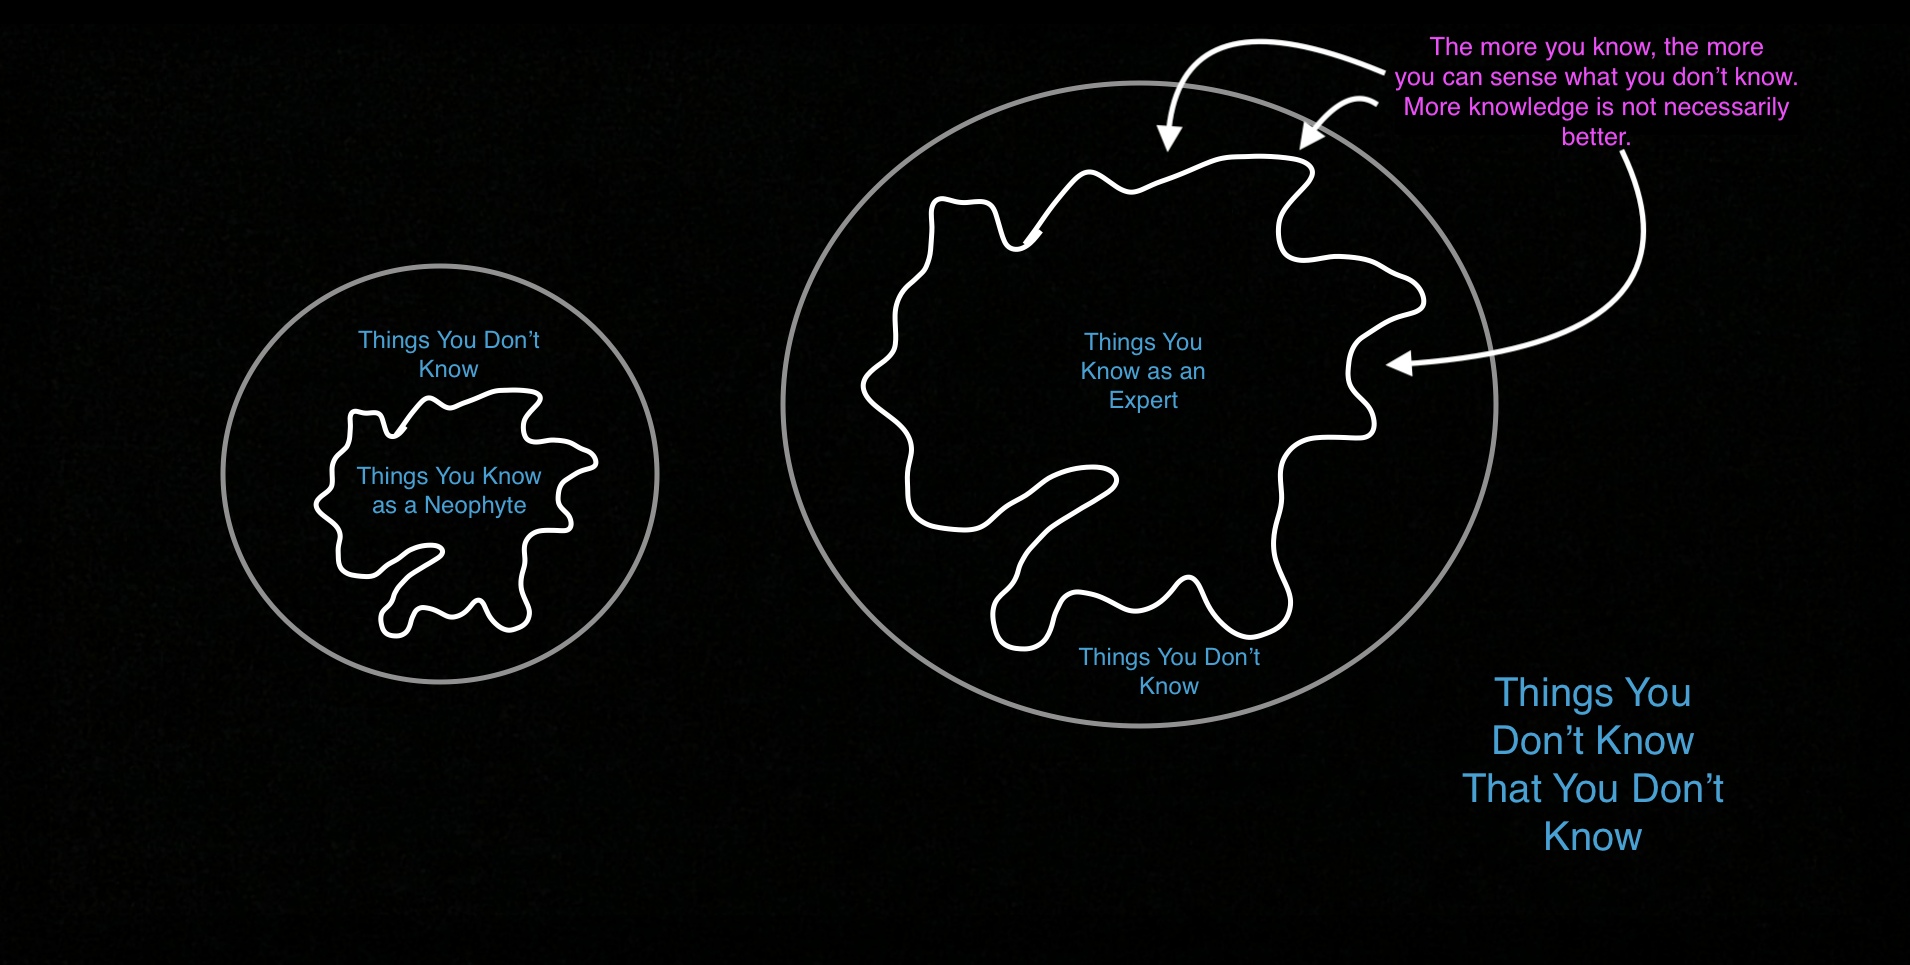 The more you know, the more
you can sense what you don’t know.
More knowledge is not necessarily
better.
Things You Don’t
Know
Things You Know
as a Neophyte
Things You
Know as an
Expert
Things You Don’t
Know
Things You
Don’t Know
That You Don’t
Know